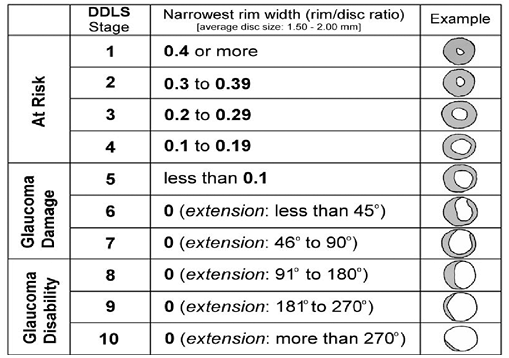 DDLS Stage Narrowest rim width (rim/disc ratio) Example
[average disc size: 1.50 - 2.00 mm]
At Risk
1 0.4 or more
2 0.3 to 0.39
3 0.2 to 0.29
4 0.1 to 0.19
Glaucoma Damage
5 less than 0.1
6 0 (extension: less than 45°)
7 0 (extension: 46° to 90°)
Glaucoma Disability
8 0 (extension: 91° to 180°)
9 0 (extension: 181° to 270°)
10 0 (extension: more than 270°)